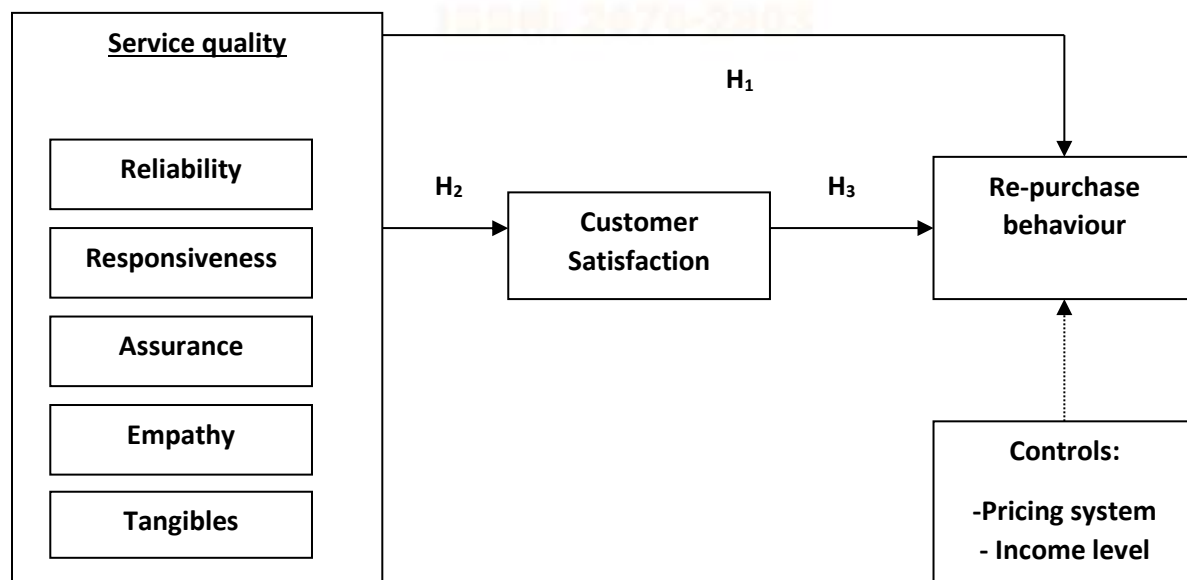 Service quality
H₁
Reliability
Responsiveness
Assurance
Empathy
Tangibles
H₂
Customer
Satisfaction
H₃
Re-purchase
behaviour
Controls:
-Pricing system
- Income level